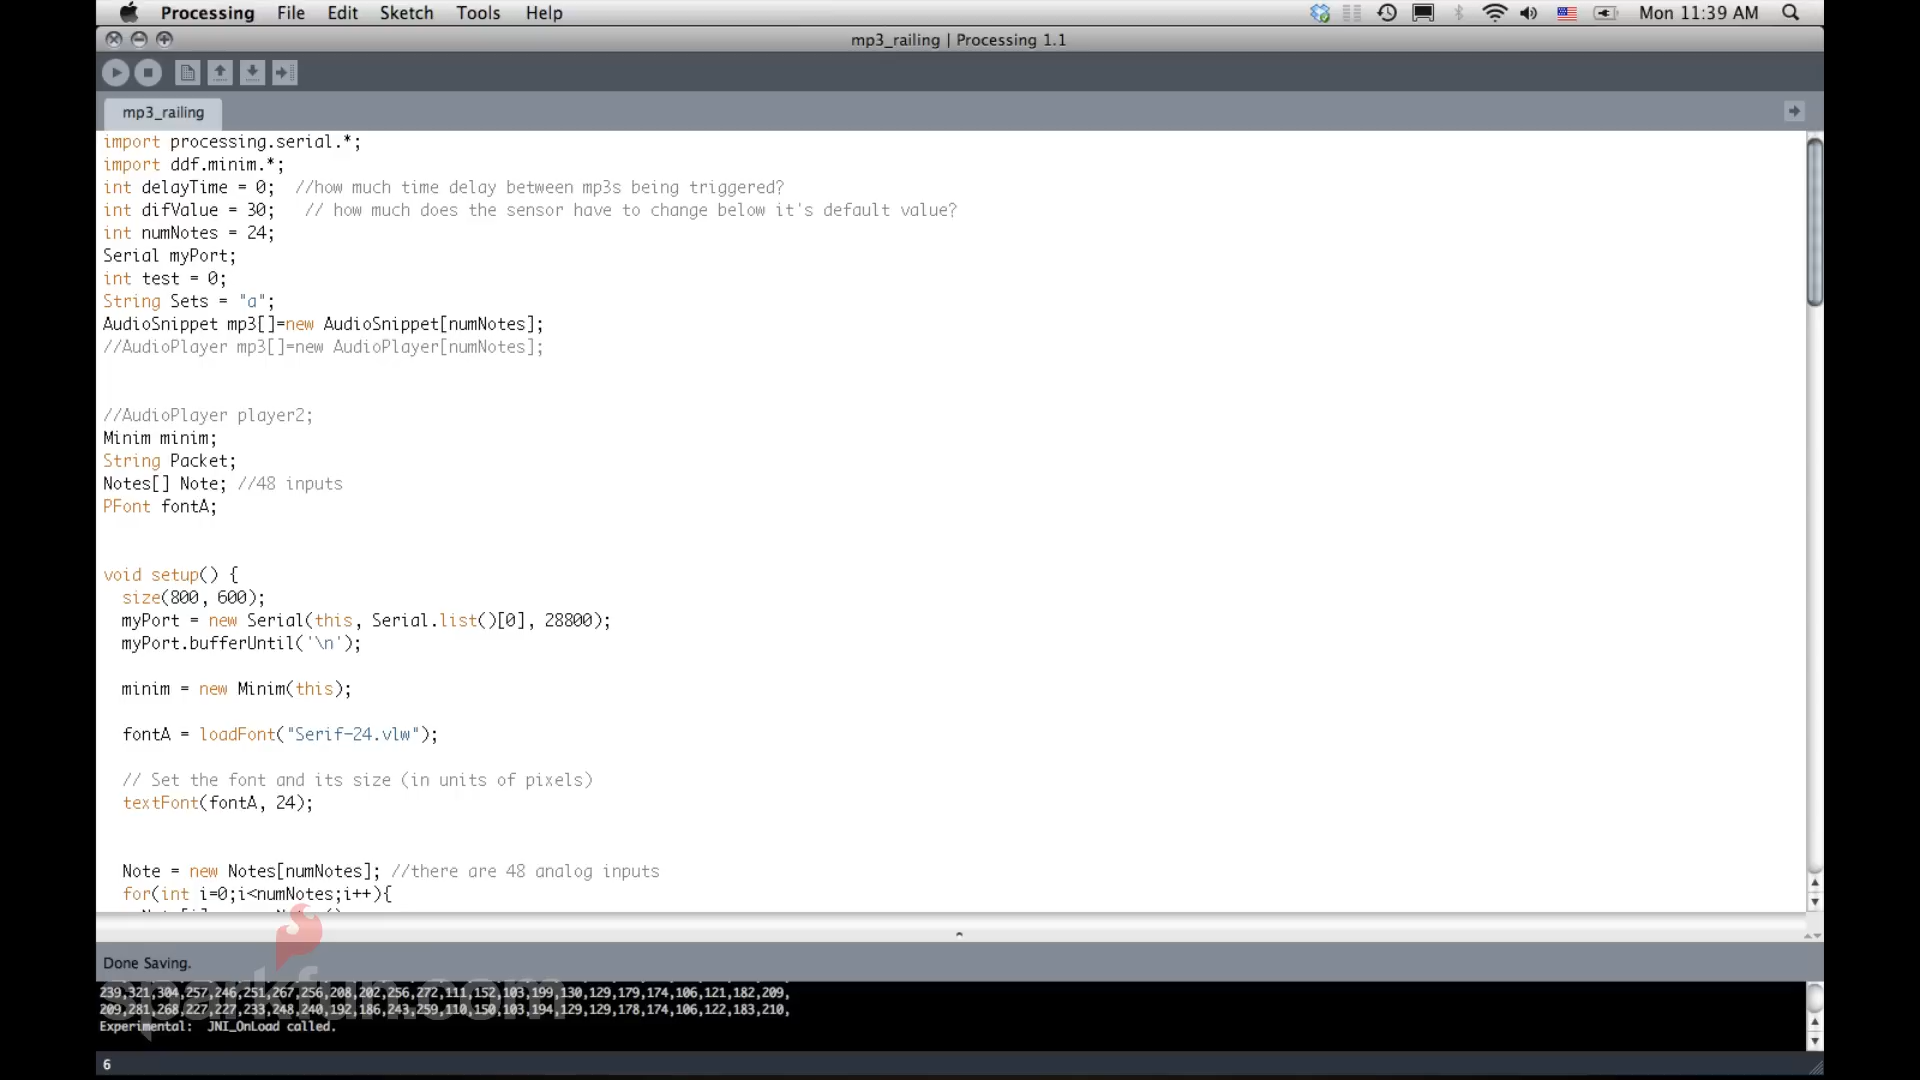 Processing File Edit Sketch Tools Help Mon 11:39 AM
mp3_railing | Processing 1.1
mp3_railing
import processing.serial.*;
import ddf.minim.*;
int delayTime = 0;  //how much time delay between mp3s being triggered?
int difValue = 30;   // how much does the sensor have to change below it's default value?
int numNotes = 24;
Serial myPort;
int test = 0;
String Sets = "a";
AudioSnippet mp3[]=new AudioSnippet[numNotes];
//AudioPlayer mp3[]=new AudioPlayer[numNotes];
//AudioPlayer player2;
Minim minim;
String Packet;
Notes[] Note; //48 inputs
PFont fontA;
void setup() {
size(800, 600);
myPort = new Serial(this, Serial.list()[0], 28800);
myPort.bufferUntil('\n');
minim = new Minim(this);
fontA = loadFont("Serif-24.vlw");
// Set the font and its size (in units of pixels)
textFont(fontA, 24);
Note = new Notes[numNotes]; //there are 48 analog inputs
for(int i=0;i<numNotes;i++){
Done Saving.
sparkfun.com
239,321,304,257,246,251,267,256,208,202,256,272,111,152,103,199,130,129,179,174,106,121,182,209,
209,281,268,227,227,233,248,240,192,186,243,259,110,150,103,194,129,129,178,174,106,122,183,210,
Experimental:  JNI_OnLoad called.
6